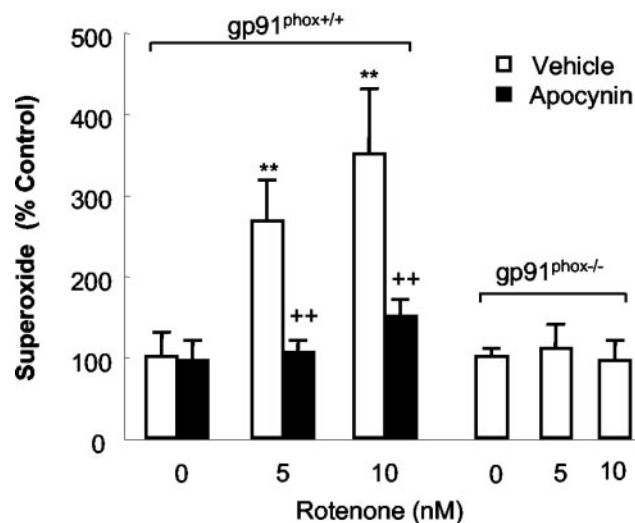 500
400
300
200
100
0
Superoxide (% Control)
gp91phox+/+
Vehicle
Apocynin
**
**
++
++
gp91phox-/-
0 5 10 0 5 10
Rotenone (nM)